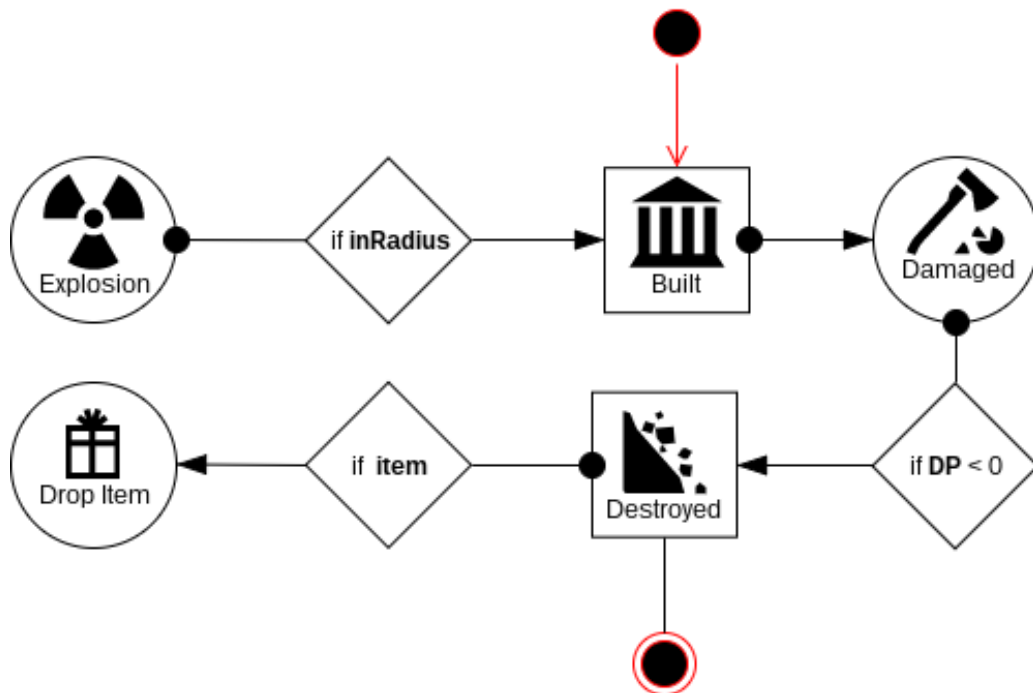 Explosion
if inRadius
Built
Damaged
Drop Item
if item
Destroyed
if DP < 0